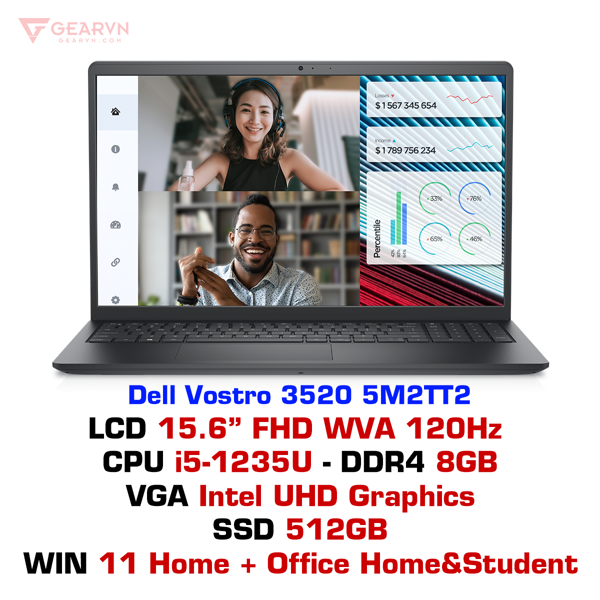 GEARVN
GEARVN.COM
Losses
$1 567 345 654
Income
$1 789 756 234
Percentile
+33%
+76%
+65%
-46%
Dell Vostro 3520 5M2TT2
LCD 15.6” FHD WVA 120Hz
CPU i5-1235U - DDR4 8GB
VGA Intel UHD Graphics
SSD 512GB
WIN 11 Home + Office Home&Student